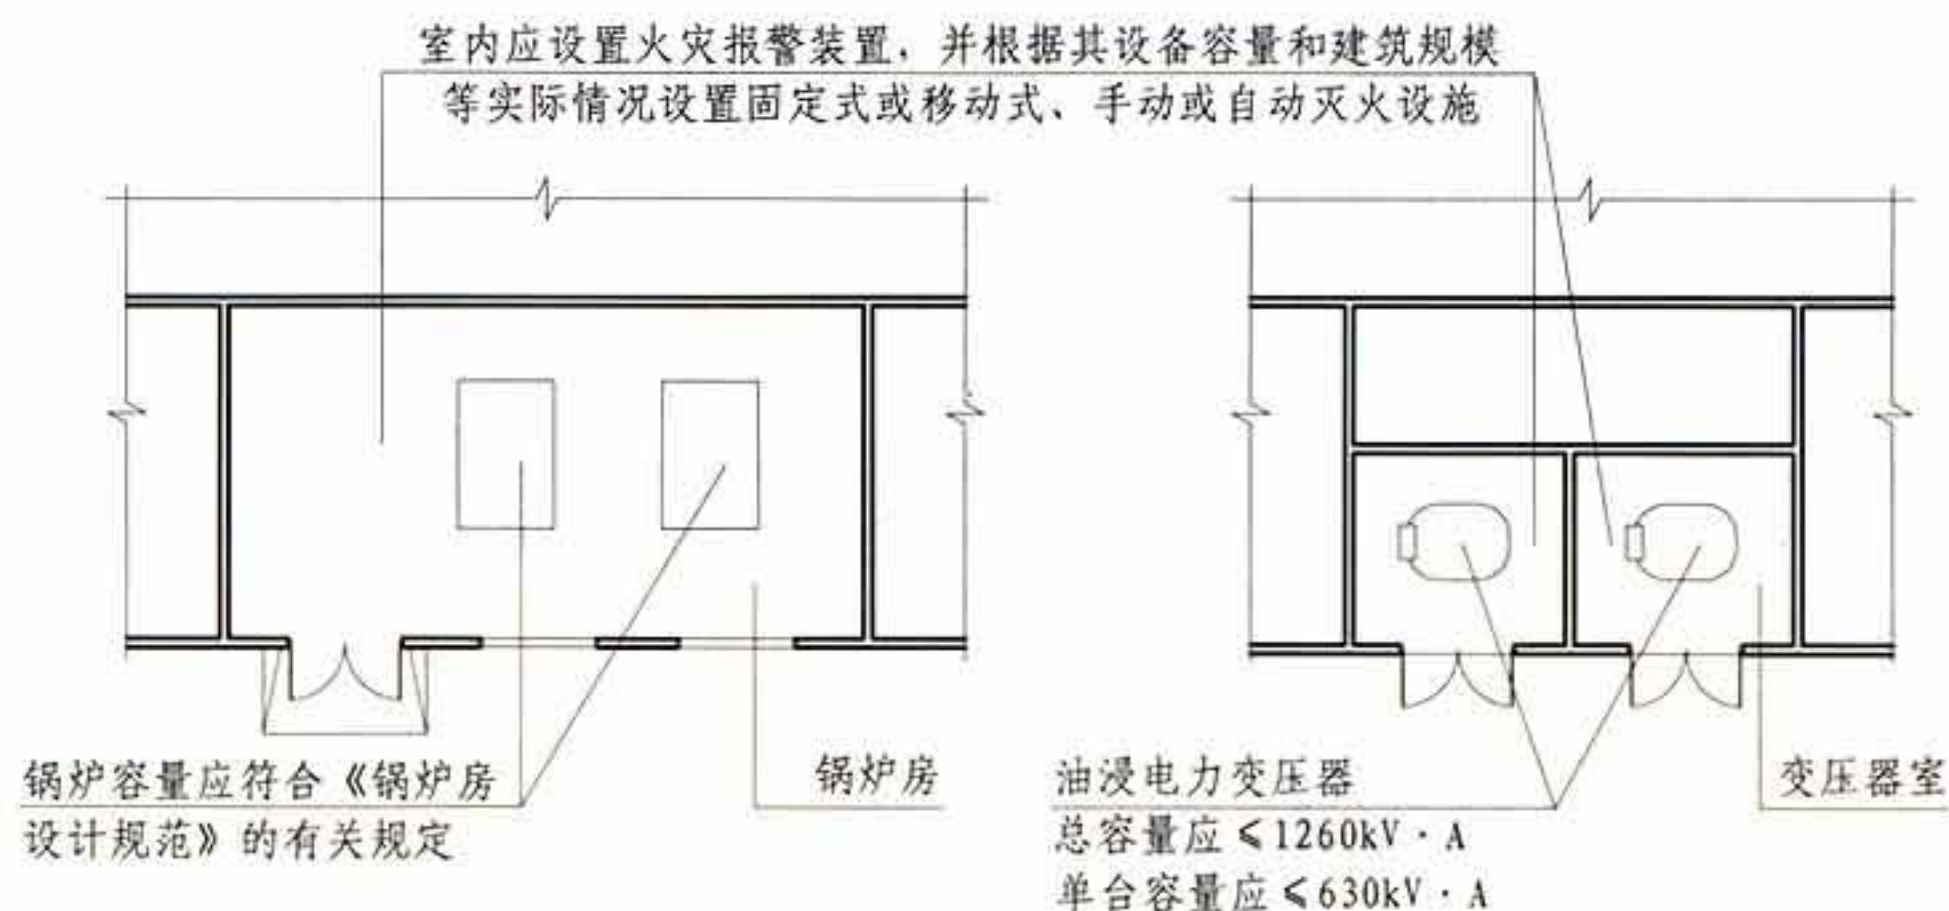 室内应设置火灾报警装置，并根据其设备容量和建筑规模
等实际情况设置固定式或移动式、手动或自动灭火设施
锅炉容量应符合《锅炉房
设计规范》的有关规定
锅炉房
油浸电力变压器
总容量应≤1260kV·A
单台容量应≤630kV·A
变压器室